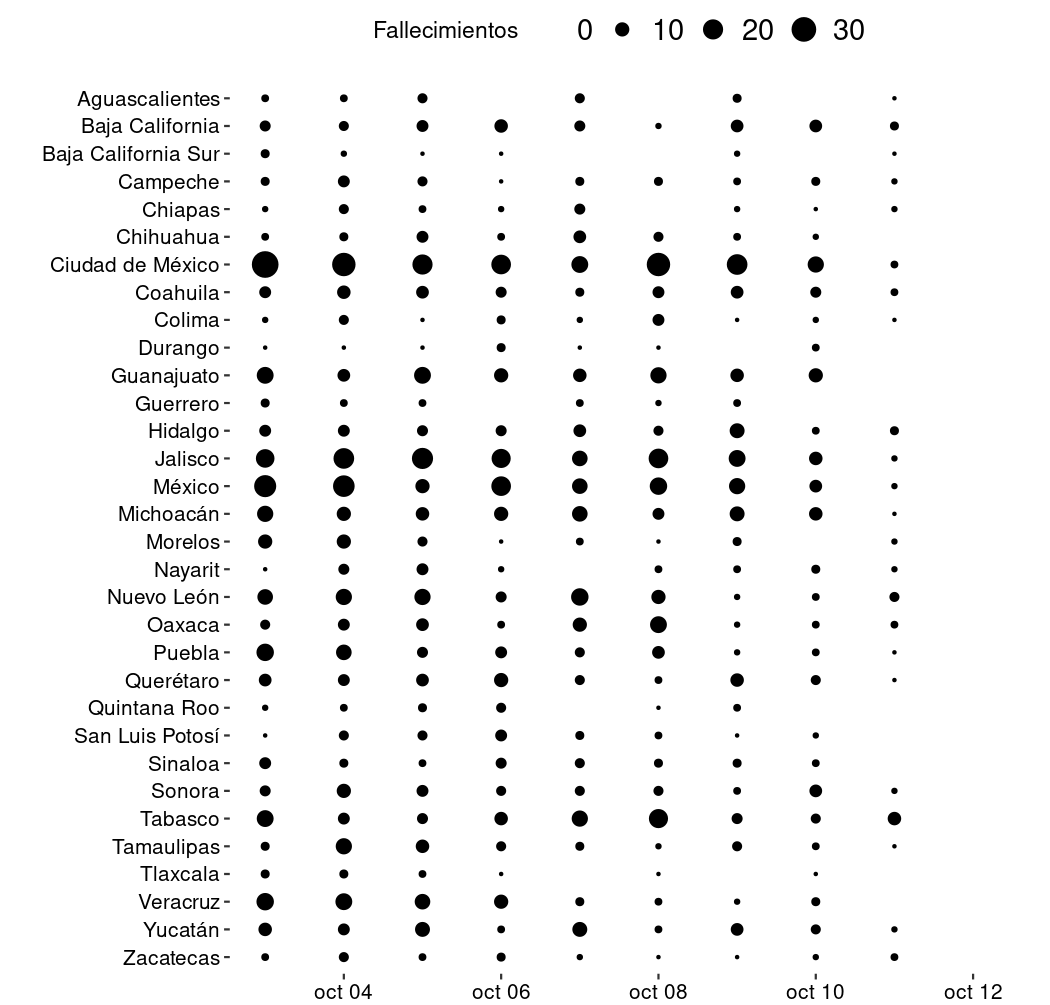 Fallecimientos 0 10 20 30
Aguascalientes
Baja California
Baja California Sur
Campeche
Chiapas
Chihuahua
Ciudad de México
Coahuila
Colima
Durango
Guanajuato
Guerrero
Hidalgo
Jalisco
México
Michoacán
Morelos
Nayarit
Nuevo León
Oaxaca
Puebla
Querétaro
Quintana Roo
San Luis Potosí
Sinaloa
Sonora
Tabasco
Tamaulipas
Tlaxcala
Veracruz
Yucatán
Zacatecas
oct 04 oct 06 oct 08 oct 10 oct 12